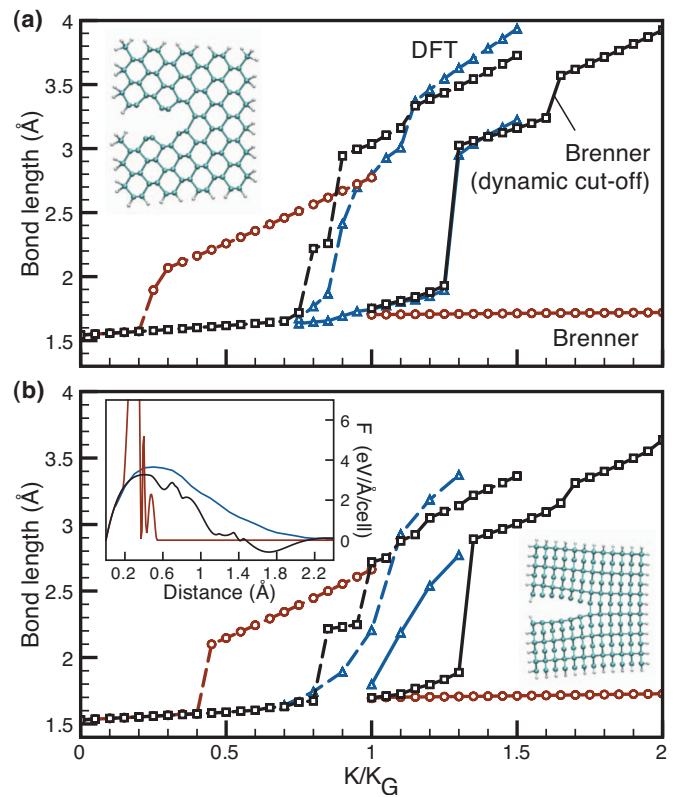 (a)
4
3.5
3
2.5
2
1.5
Bond length (Å)
DFT
Brenner
(dynamic cut-off)
Brenner
(b)
4
3.5
3
2.5
2
1.5
Bond length (Å)
6
4
2
0
F (eV/Å/cell)
0.2 0.6 1 1.4 1.8 2.2
Distance (Å)
0 0.5 1 1.5 2
K/K_G